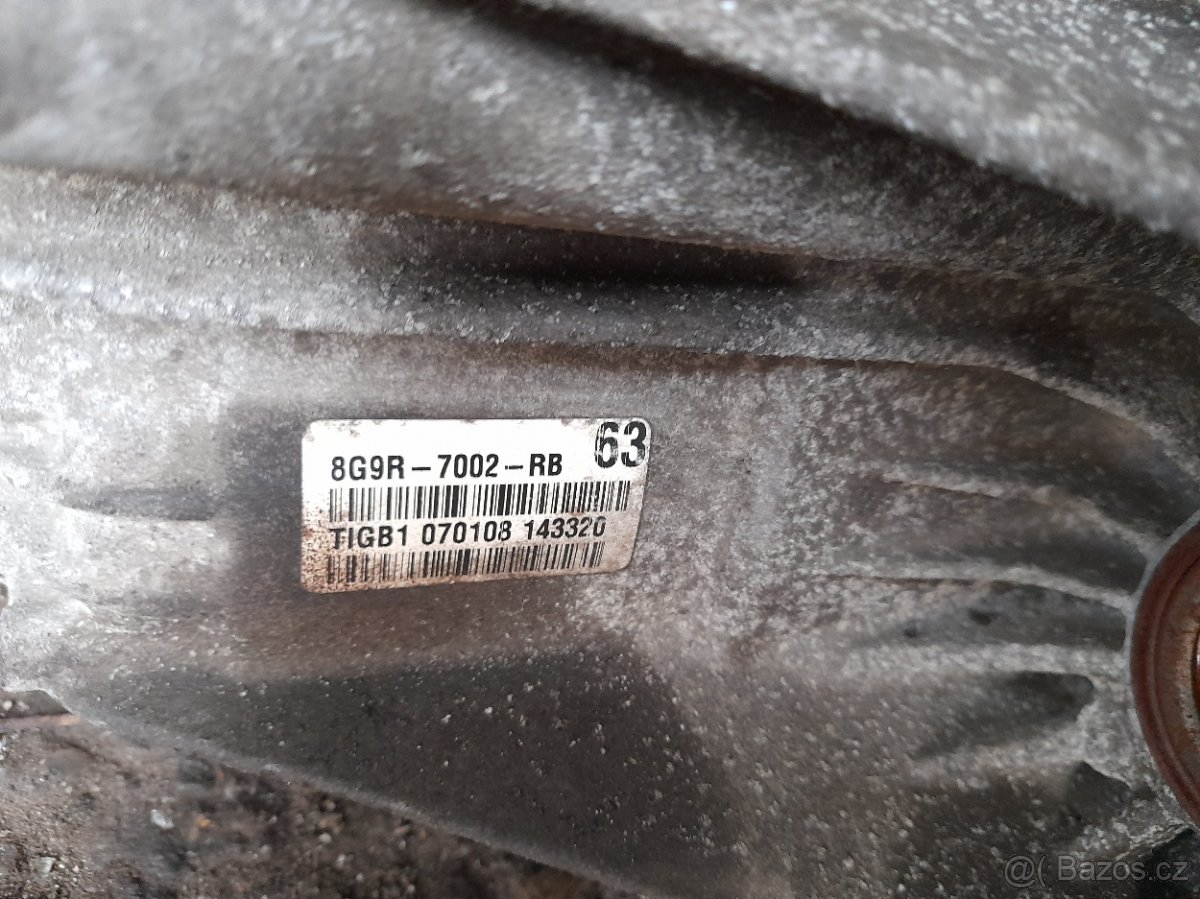 8G9R-7002-RB 63
TIGB1 070108 143320
@( Bazos.cz